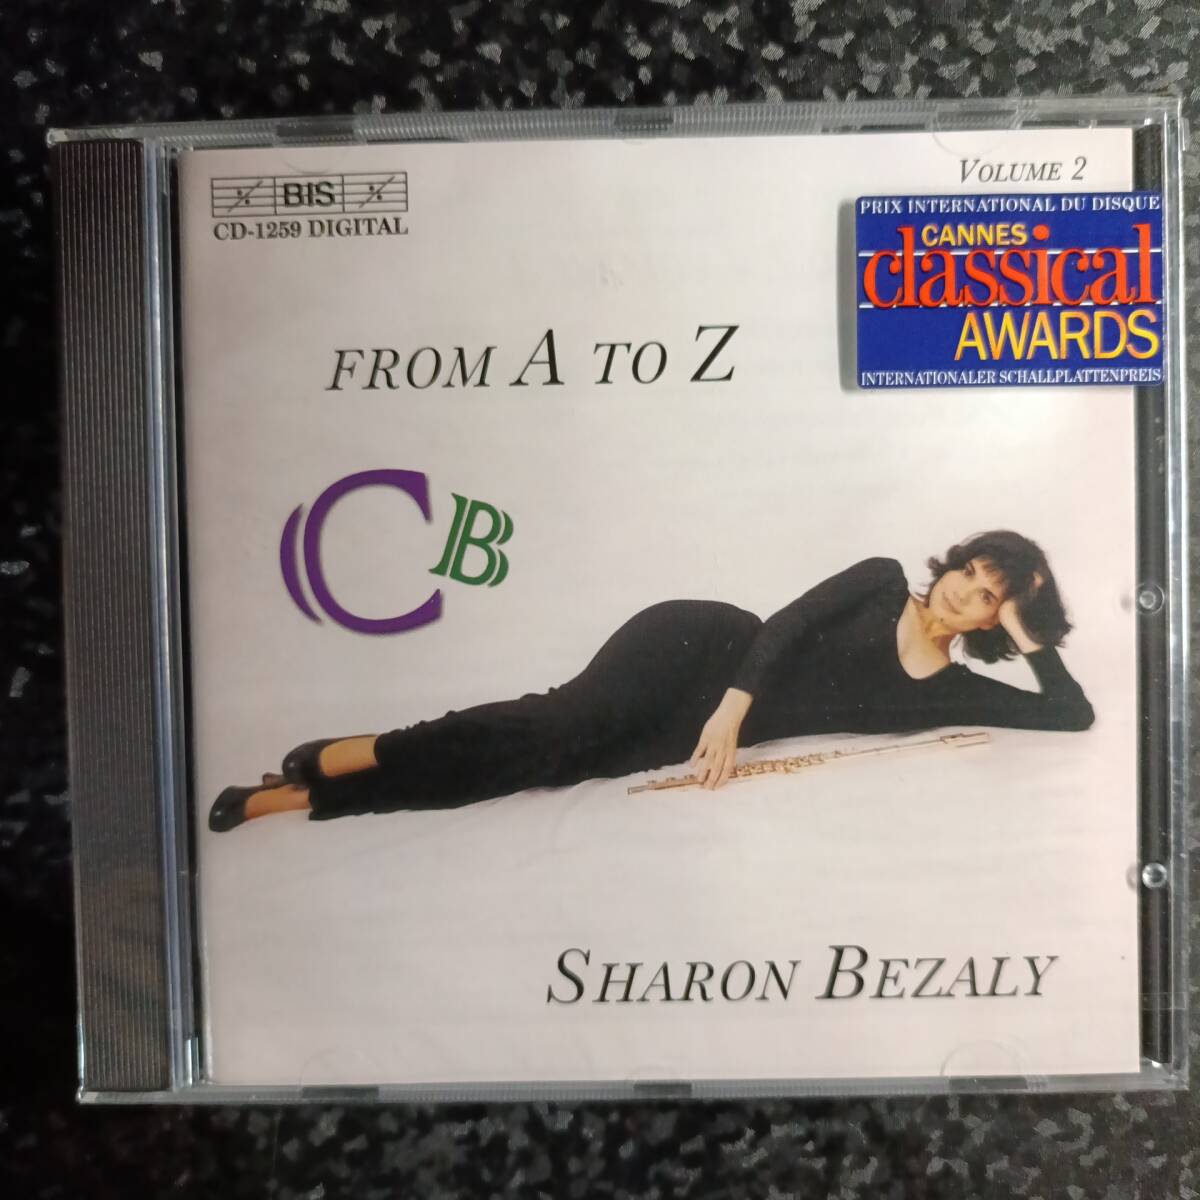 BIS
CD-1259 DIGITAL
VOLUME 2
PRIX INTERNATIONAL DU DISQUE
CANNES
classical
AWARDS
INTERNATIONALER SCHALLPLATTENPREIS
FROM A TO Z
C B
SHARON BEZALY